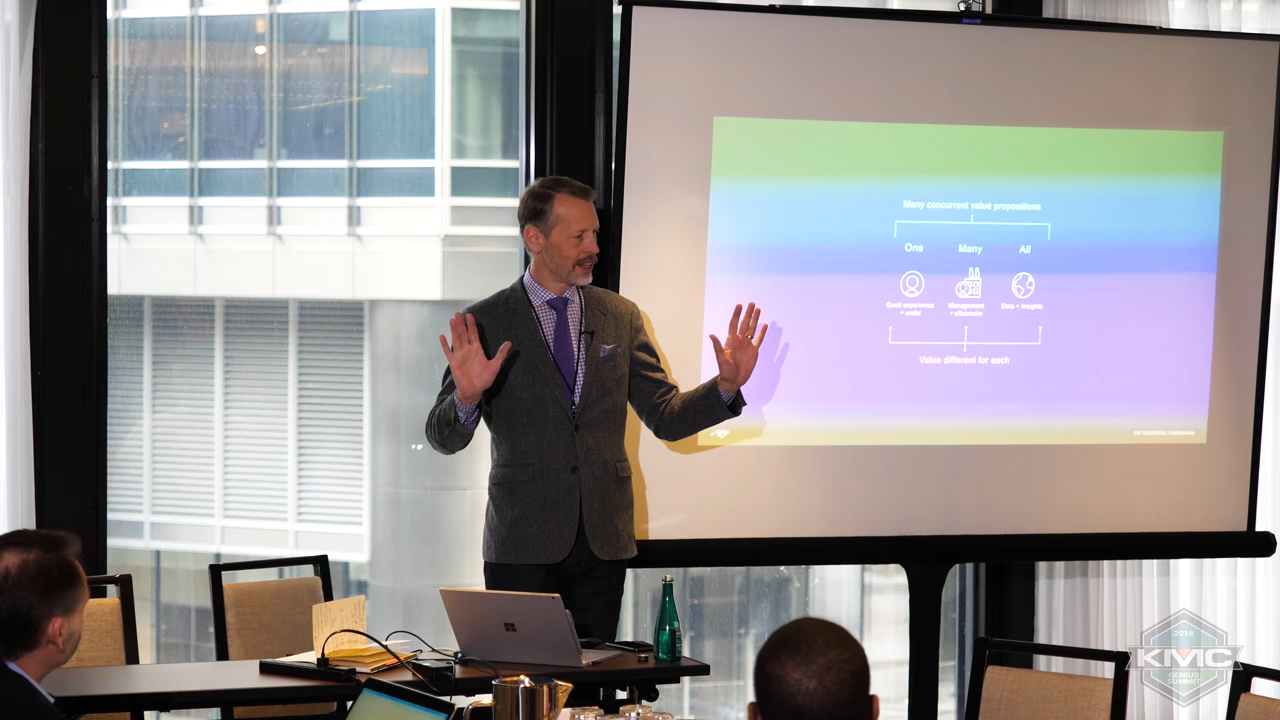 Many concurrent value propositions
One Many All
Good experience
+ useful
Management
+ efficiencies
Data + Insights
Value different for each
2018
KMC
GENIUS
SUMMIT